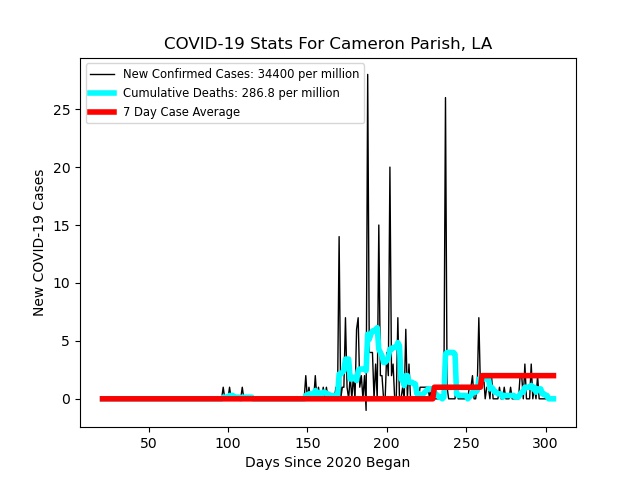 COVID-19 Stats For Cameron Parish, LA
New Confirmed Cases: 34400 per million
Cumulative Deaths: 286.8 per million
7 Day Case Average
New COVID-19 Cases
25
20
15
10
5
0
50 100 150 200 250 300
Days Since 2020 Began